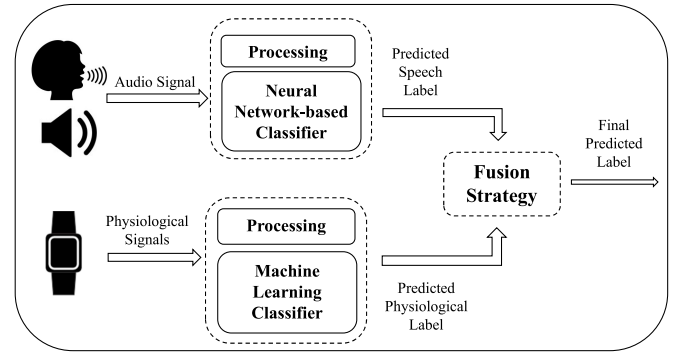 Audio Signal
Processing
Neural
Network-based
Classifier
Predicted
Speech
Label
Physiological
Signals
Processing
Machine
Learning
Classifier
Predicted
Physiological
Label
Fusion
Strategy
Final
Predicted
Label